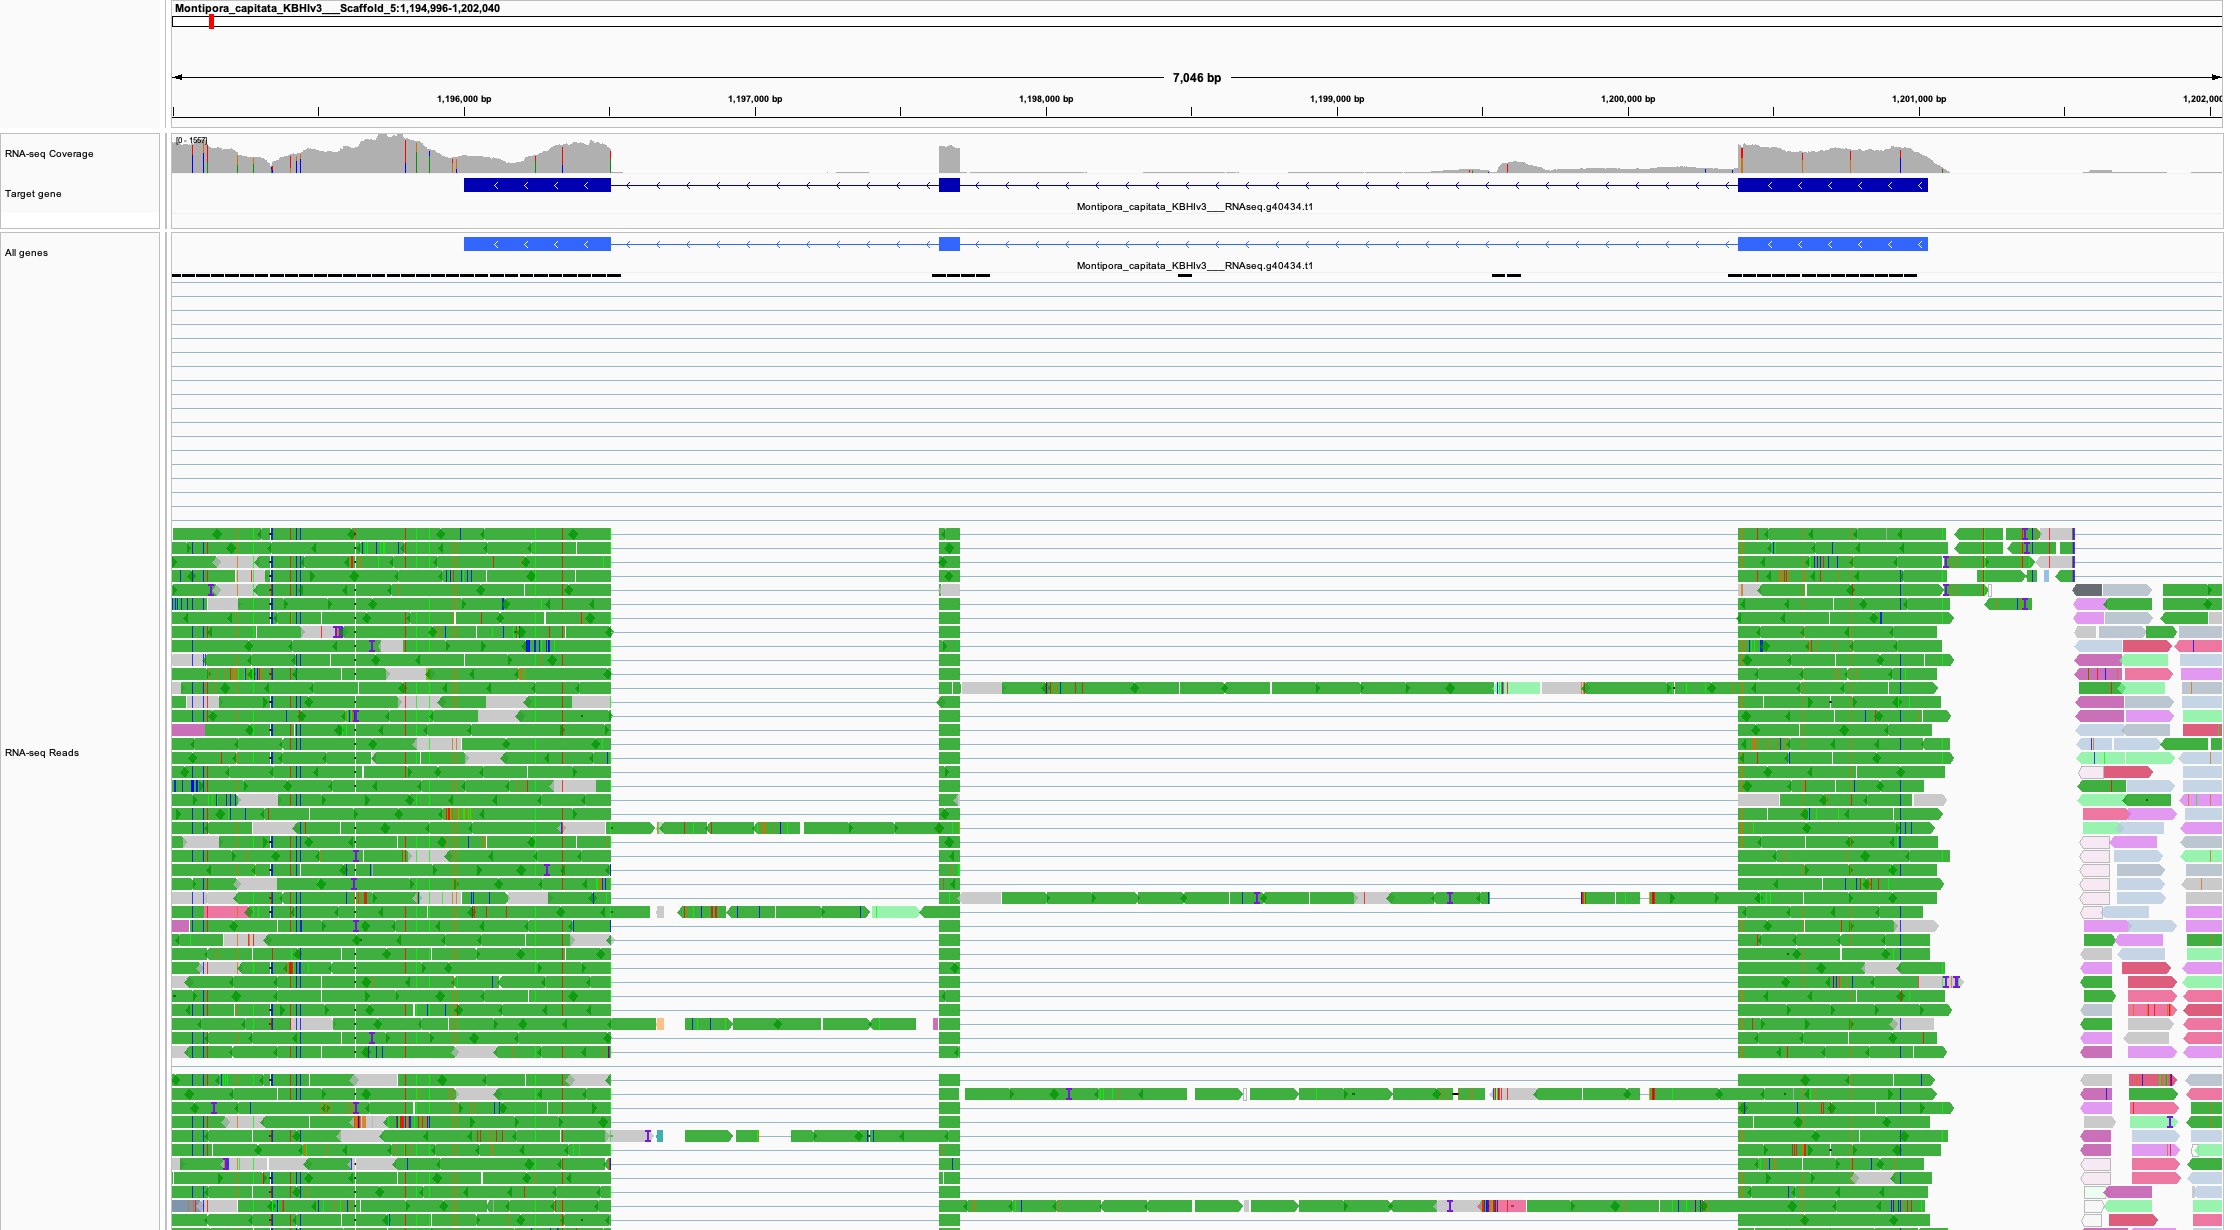 Montipora_capitata_KBHIv3___Scaffold_5:1,194,996-1,202,040
7,046 bp
1,196,000 bp
1,197,000 bp
1,198,000 bp
1,199,000 bp
1,200,000 bp
1,201,000 bp
1,202,000
RNA-seq Coverage
[0 - 1557]
Target gene
Montipora_capitata_KBHIv3___RNAseq.g40434.t1
All genes
Montipora_capitata_KBHIv3___RNAseq.g40434.t1
RNA-seq Reads